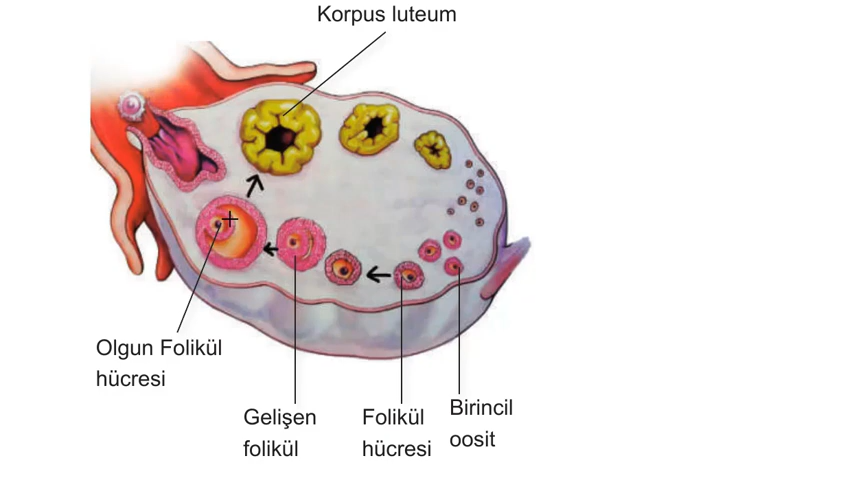 Korpus luteum
Olgun Folikül
hücresi
Gelişen
folikül
Folikül
hücresi
Birincil
oosit